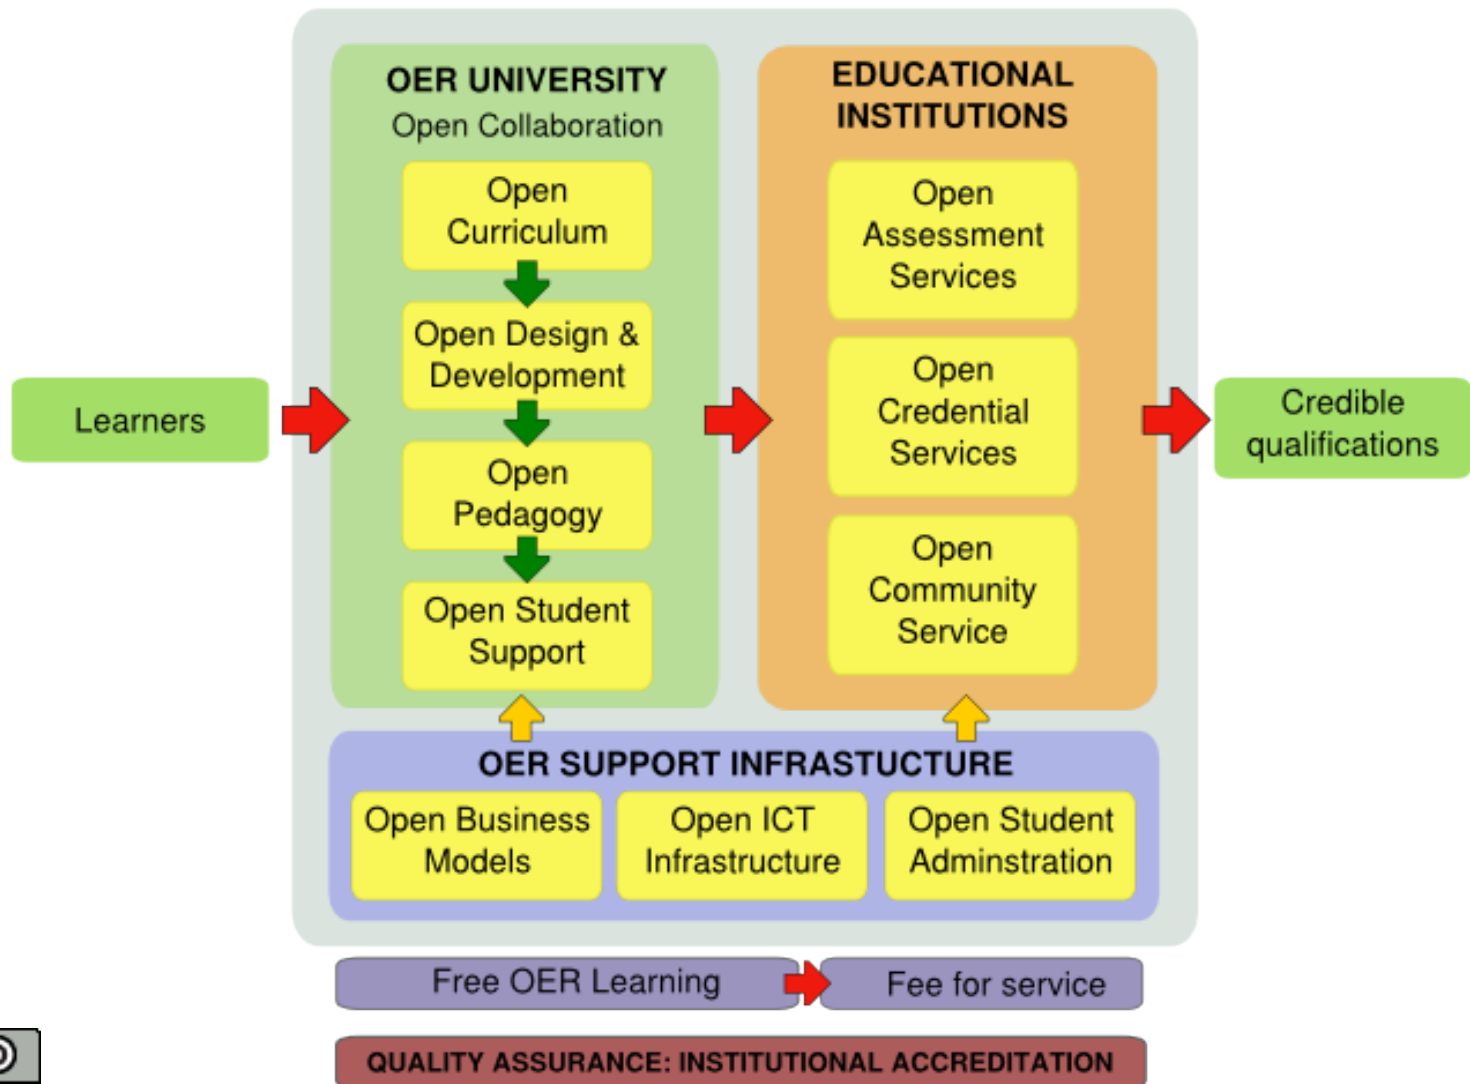 OER UNIVERSITY
Open Collaboration
Open
Curriculum
Open Design &
Development
Open
Pedagogy
Open Student
Support
EDUCATIONAL
INSTITUTIONS
Open
Assessment
Services
Open
Credential
Services
Open
Community
Service
Learners
Credible
qualifications
OER SUPPORT INFRASTUCTURE
Open Business
Models
Open ICT
Infrastructure
Open Student
Adminstration
Free OER Learning
Fee for service
QUALITY ASSURANCE: INSTITUTIONAL ACCREDITATION